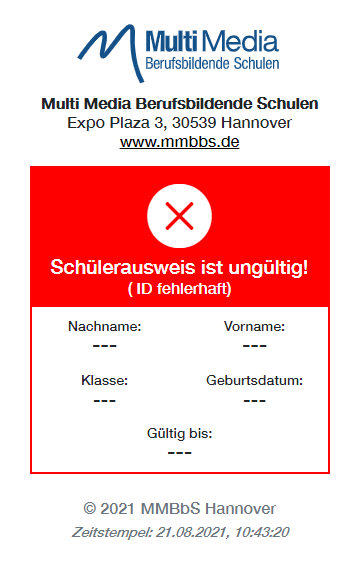 Multi Media
Berufsbildende Schulen
Multi Media Berufsbildende Schulen
Expo Plaza 3, 30539 Hannover
www.mmbbs.de
Schülerausweis ist ungültig!
( ID fehlerhaft)
Nachname: Vorname:
--- ---
Klasse: Geburtsdatum:
--- ---
Gültig bis:
---
© 2021 MMBbS Hannover
Zeitstempel: 21.08.2021, 10:43:20